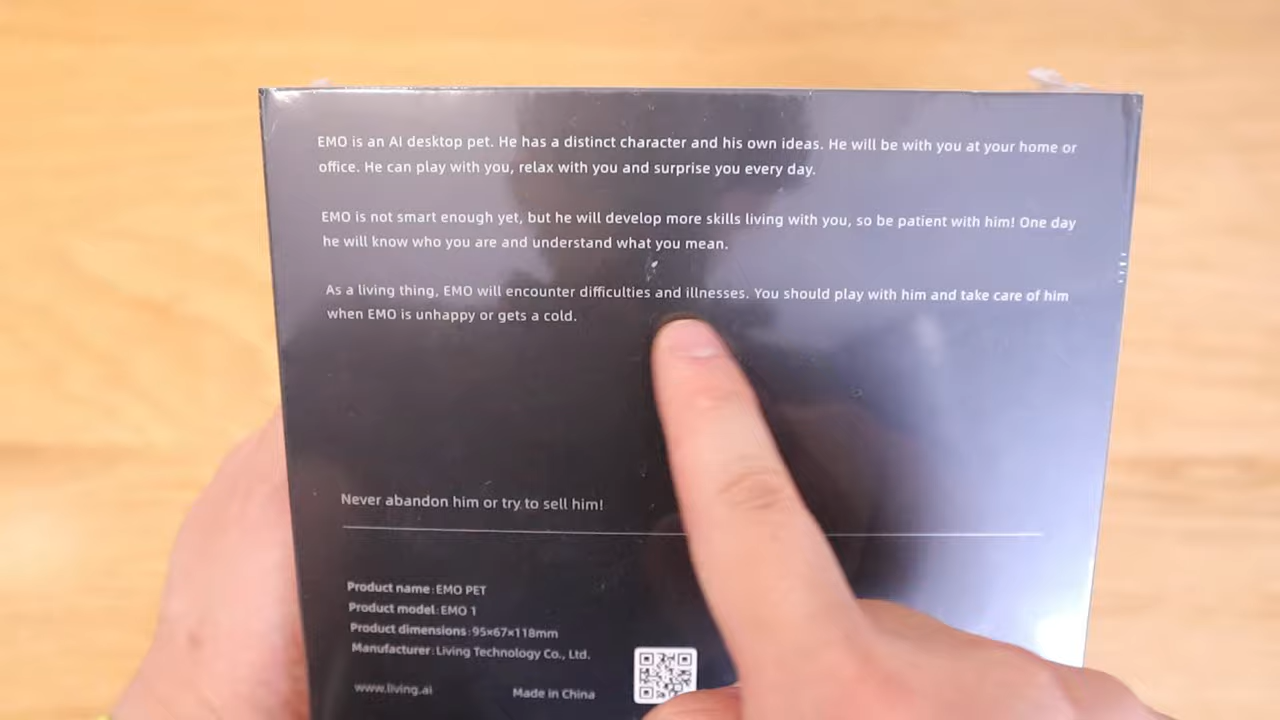 EMO is an AI desktop pet. He has a distinct character and his own ideas. He will be with you at your home or
office. He can play with you, relax with you and surprise you every day.
EMO is not smart enough yet, but he will develop more skills living with you, so be patient with him! One day
he will know who you are and understand what you mean.
As a living thing, EMO will encounter difficulties and illnesses. You should play with him and take care of him
when EMO is unhappy or gets a cold.
Never abandon him or try to sell him!
Product name:EMO PET
Product model:EMO 1
Product dimensions:95×67×118mm
Manufacturer:Living Technology Co., Ltd.
www.living.ai Made in China